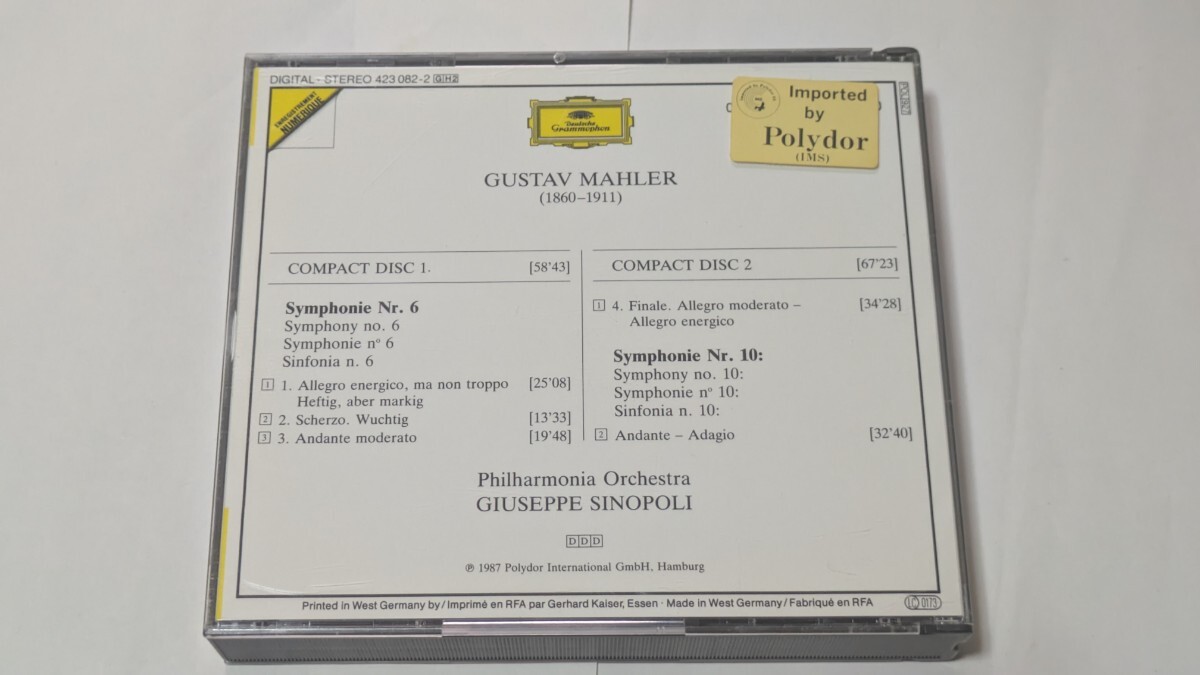 DIGITAL - STEREO 423 082-2 GH2
ENREGISTREMENT
NUMÉRIQUE
Deutsche
Grammophon
Imported
by
Polydor
(IMS)
GUSTAV MAHLER
(1860–1911)
COMPACT DISC 1. [58'43]
Symphonie Nr. 6
Symphony no. 6
Symphonie nº 6
Sinfonia n. 6
1 1. Allegro energico, ma non troppo [25'08]
Heftig, aber markig
2 2. Scherzo. Wuchtig [13'33]
3 3. Andante moderato [19'48]
COMPACT DISC 2 [67'23]
1 4. Finale. Allegro moderato – [34'28]
Allegro energico
Symphonie Nr. 10:
Symphony no. 10:
Symphonie nº 10:
Sinfonia n. 10:
2 Andante – Adagio [32'40]
Philharmonia Orchestra
GIUSEPPE SINOPOLI
DDD
℗ 1987 Polydor International GmbH, Hamburg
Printed in West Germany by / Imprimé en RFA par Gerhard Kaiser, Essen · Made in West Germany / Fabriqué en RFA